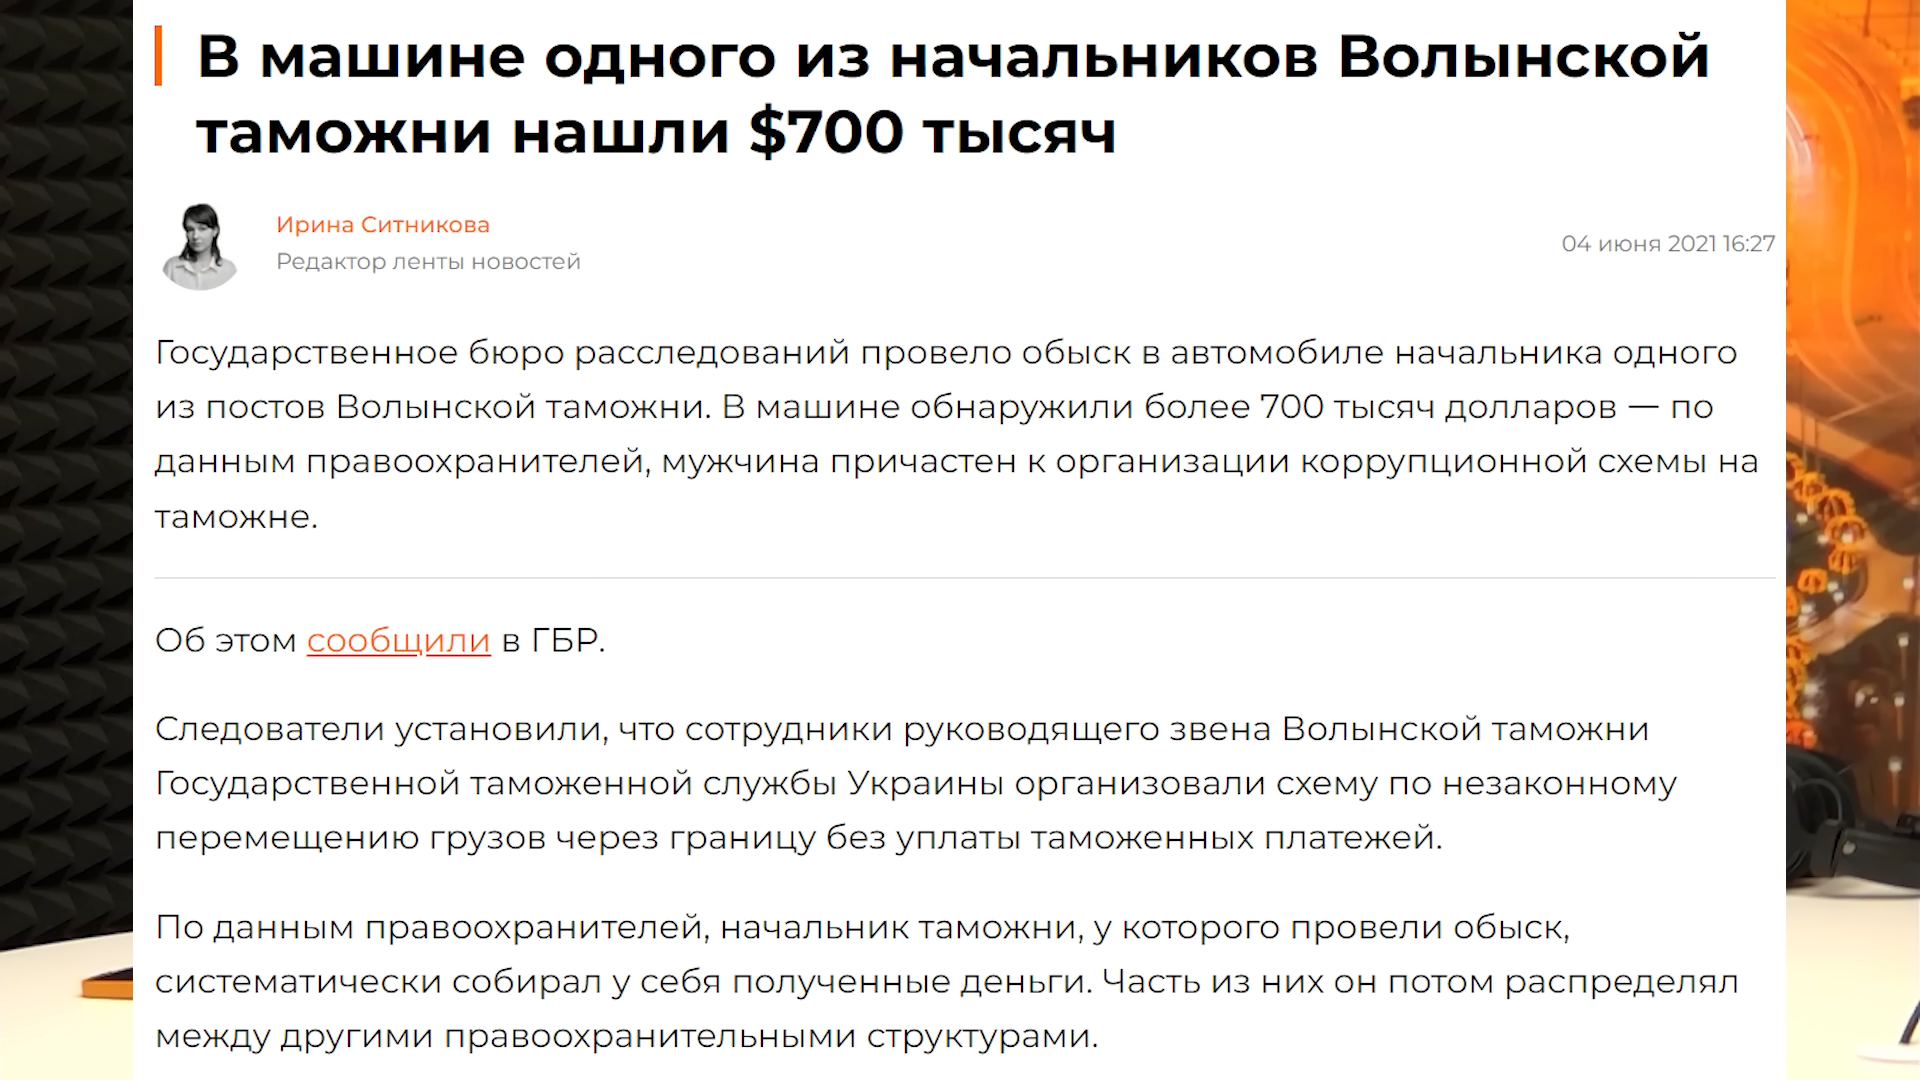 В машине одного из начальников Волынской
таможни нашли $700 тысяч
Ирина Ситникова
Редактор ленты новостей
04 июня 2021 16:27
Государственное бюро расследований провело обыск в автомобиле начальника одного
из постов Волынской таможни. В машине обнаружили более 700 тысяч долларов — по
данным правоохранителей, мужчина причастен к организации коррупционной схемы на
таможне.
Об этом сообщили в ГБР.
Следователи установили, что сотрудники руководящего звена Волынской таможни
Государственной таможенной службы Украины организовали схему по незаконному
перемещению грузов через границу без уплаты таможенных платежей.
По данным правоохранителей, начальник таможни, у которого провели обыск,
систематически собирал у себя полученные деньги. Часть из них он потом распределял
между другими правоохранительными структурами.